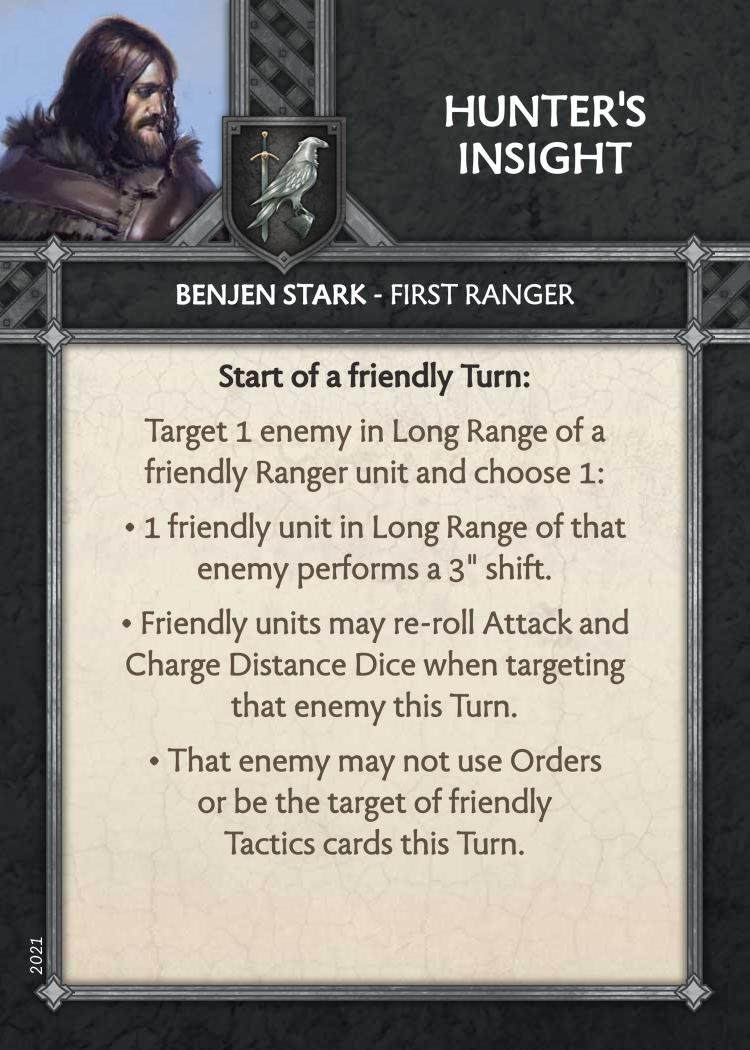 HUNTER'S
INSIGHT
BENJEN STARK - FIRST RANGER
Start of a friendly Turn:
Target 1 enemy in Long Range of a
friendly Ranger unit and choose 1:
• 1 friendly unit in Long Range of that
enemy performs a 3" shift.
• Friendly units may re-roll Attack and
Charge Distance Dice when targeting
that enemy this Turn.
• That enemy may not use Orders
or be the target of friendly
Tactics cards this Turn.
2021